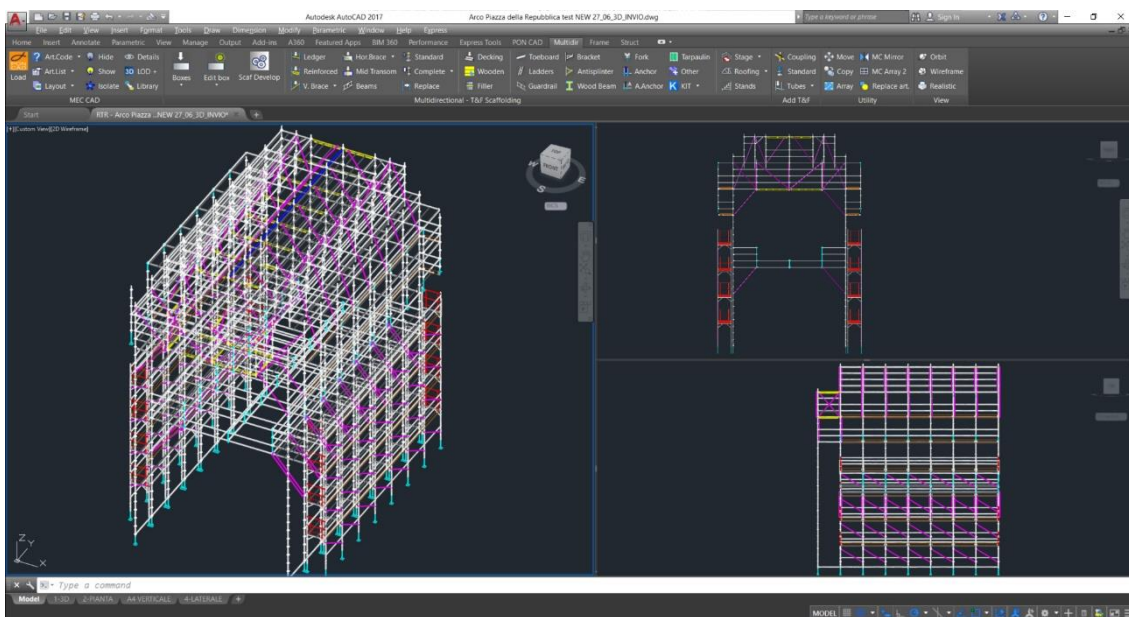 Autodesk AutoCAD 2017 Arco Piazza della Repubblica test NEW 27_06_3D_INVIO.dwg Type a keyword or phrase Sign In
File Edit View Insert Format Tools Draw Dimension Modify Parametric Window Help Express
Home Insert Annotate Parametric View Manage Output Add-ins A360 Featured Apps BIM 360 Performance Express Tools PON CAD Multidir Frame Struct
Art.Code Hide Details Ledger Hor.Brace Standard Decking Toeboard Bracket Fork Tarpaulin Stage Coupling Move MC Mirror Orbit
Load Art.List Show 3D LOD Boxes Edit box Scaf Develop Reinforced Mid Transom Complete Wooden Ladders Antisplinter Anchor Other Roofing Standard Copy MC Array 2 Wireframe
Layout Isolate Library V. Brace Beams Replace Filler Guardrail Wood Beam A.Anchor KIT Stands Tubes Array Replace art. Realistic
MEC CAD Multidirectional - T&F Scaffolding Add T&F Utility View
Start RTR - Arco Piazza ...NEW 27_06_3D_INVIO*
[+][Custom View][2D Wireframe]
TOP
FRONT
W
S
E
Z
Y
X
Type a command
Model 1-3D 2-PIANTA A4 VERTICALE 4-LATERALE
MODEL